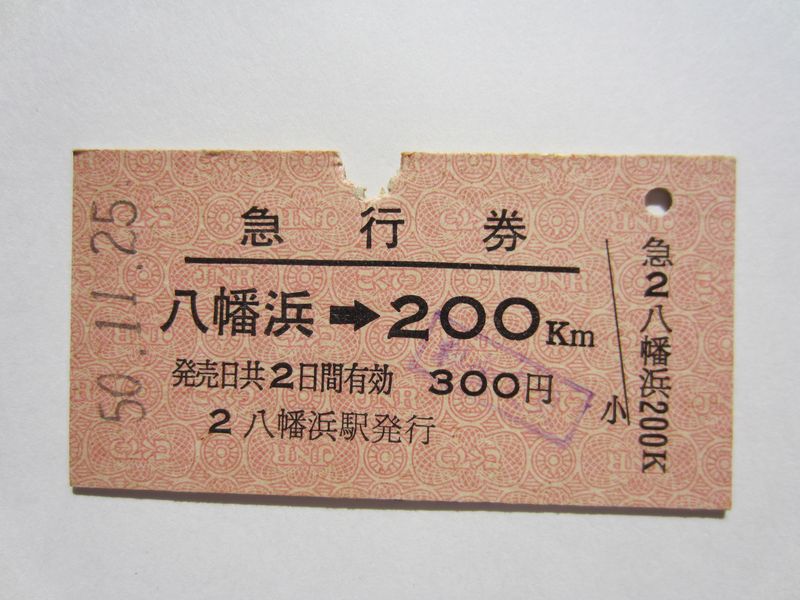 50.11.25
急行券
八幡浜➡200Km
発売日共2日間有効 300円
2 八幡浜駅発行
小
急2八幡浜200K